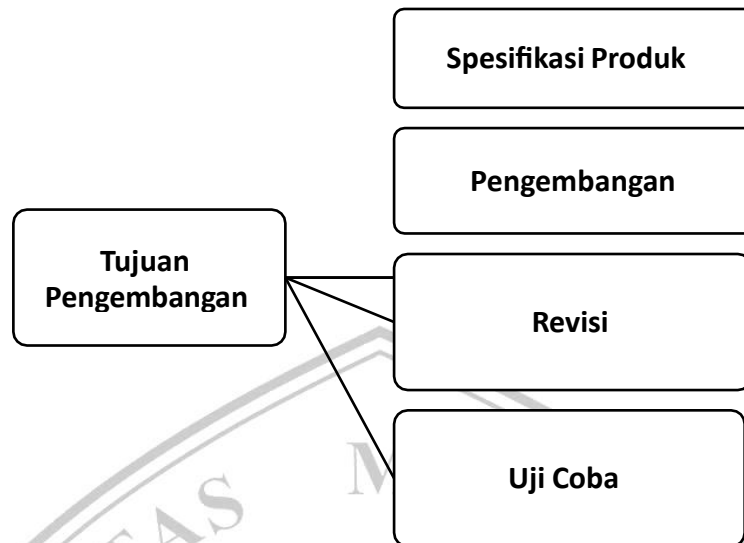 Spesifikasi Produk
Pengembangan
Tujuan
Pengembangan
Revisi
Uji Coba